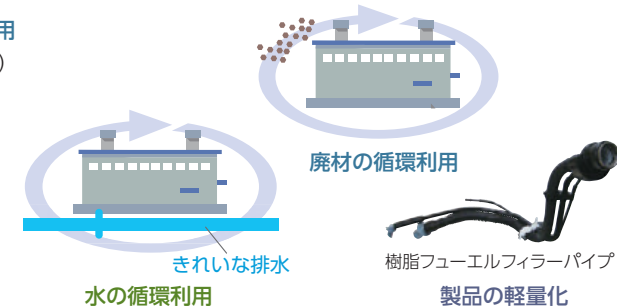 用
)
廃材の循環利用
きれいな排水
水の循環利用
樹脂フューエルフィラーパイプ
製品の軽量化